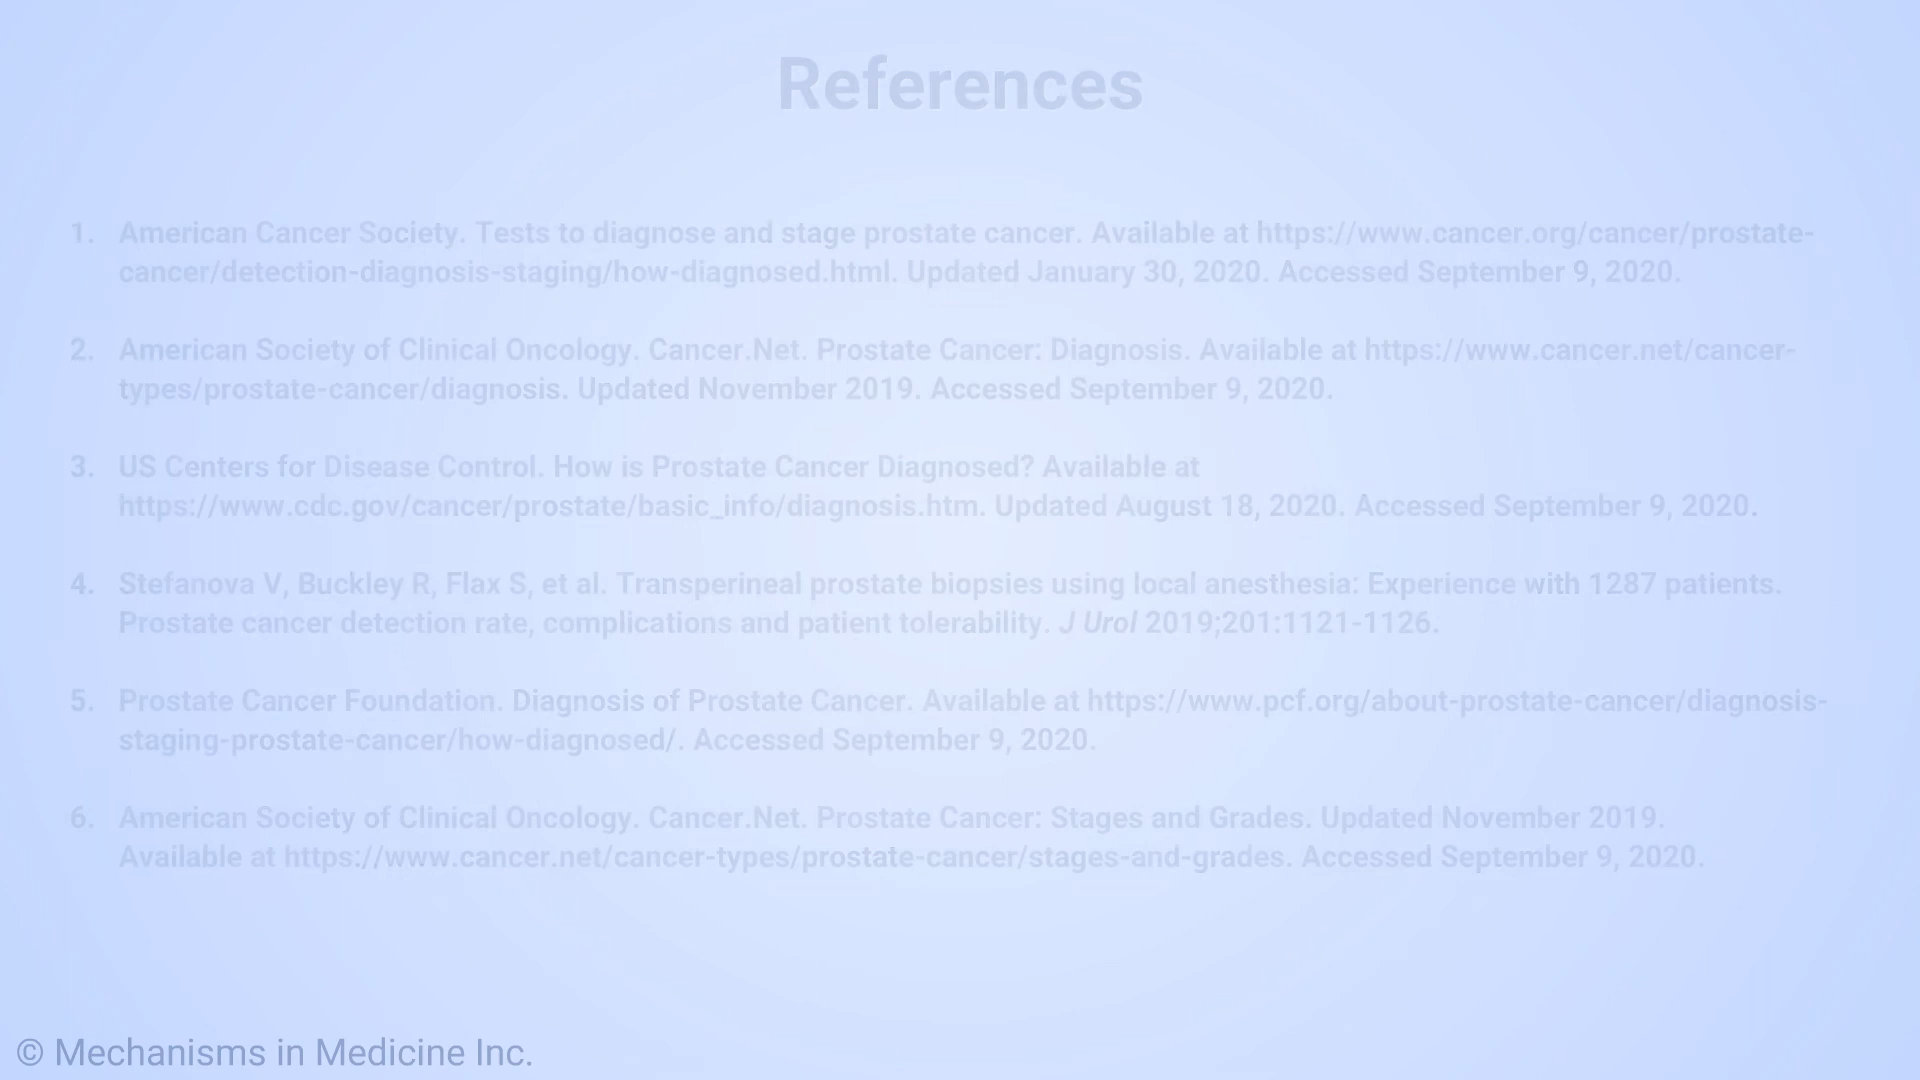 References
1. American Cancer Society. Tests to diagnose and stage prostate cancer. Available at https://www.cancer.org/cancer/prostate-
cancer/detection-diagnosis-staging/how-diagnosed.html. Updated January 30, 2020. Accessed September 9, 2020.
2. American Society of Clinical Oncology. Cancer.Net. Prostate Cancer: Diagnosis. Available at https://www.cancer.net/cancer-
types/prostate-cancer/diagnosis. Updated November 2019. Accessed September 9, 2020.
3. US Centers for Disease Control. How is Prostate Cancer Diagnosed? Available at
https://www.cdc.gov/cancer/prostate/basic_info/diagnosis.htm. Updated August 18, 2020. Accessed September 9, 2020.
4. Stefanova V, Buckley R, Flax S, et al. Transperineal prostate biopsies using local anesthesia: Experience with 1287 patients.
Prostate cancer detection rate, complications and patient tolerability. J Urol 2019;201:1121-1126.
5. Prostate Cancer Foundation. Diagnosis of Prostate Cancer. Available at https://www.pcf.org/about-prostate-cancer/diagnosis-
staging-prostate-cancer/how-diagnosed/. Accessed September 9, 2020.
6. American Society of Clinical Oncology. Cancer.Net. Prostate Cancer: Stages and Grades. Updated November 2019.
Available at https://www.cancer.net/cancer-types/prostate-cancer/stages-and-grades. Accessed September 9, 2020.
© Mechanisms in Medicine Inc.